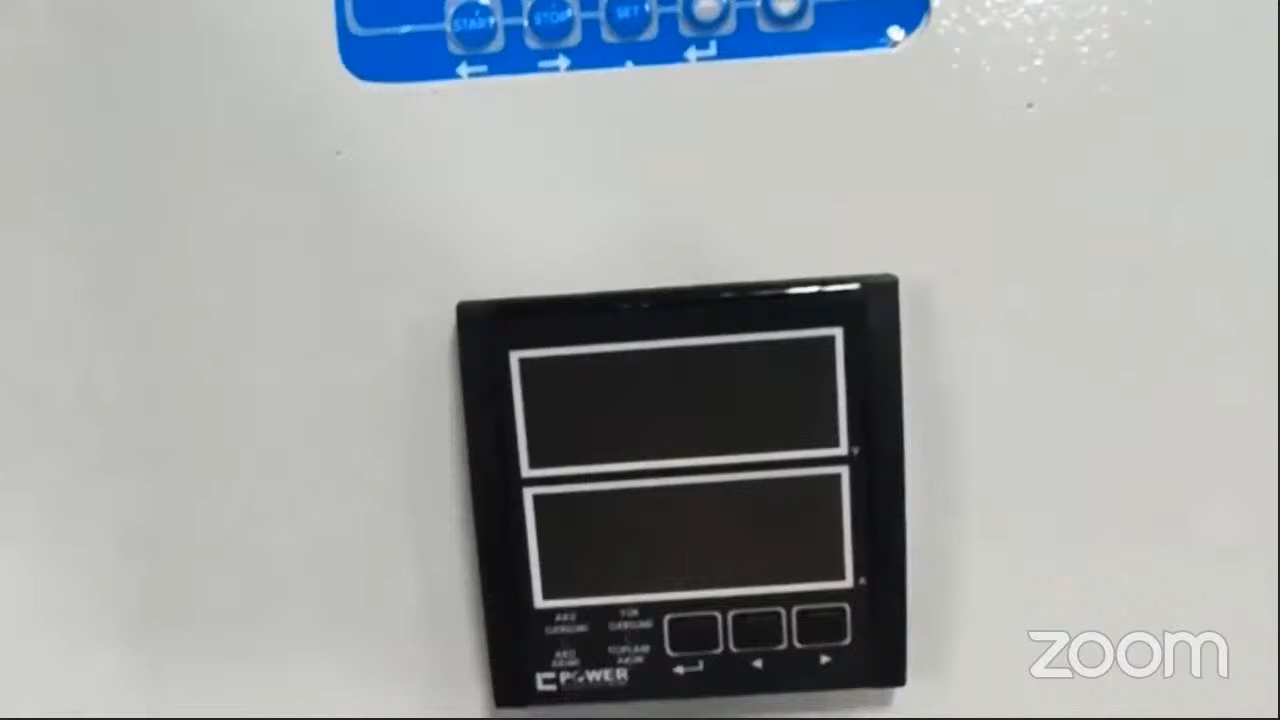 START STOP SET
V
A
AKÜ YÜK
GERİLİMİ GERİLİMİ
AKÜ TOPLAM
AKIMI AKIM
POWER
zoom